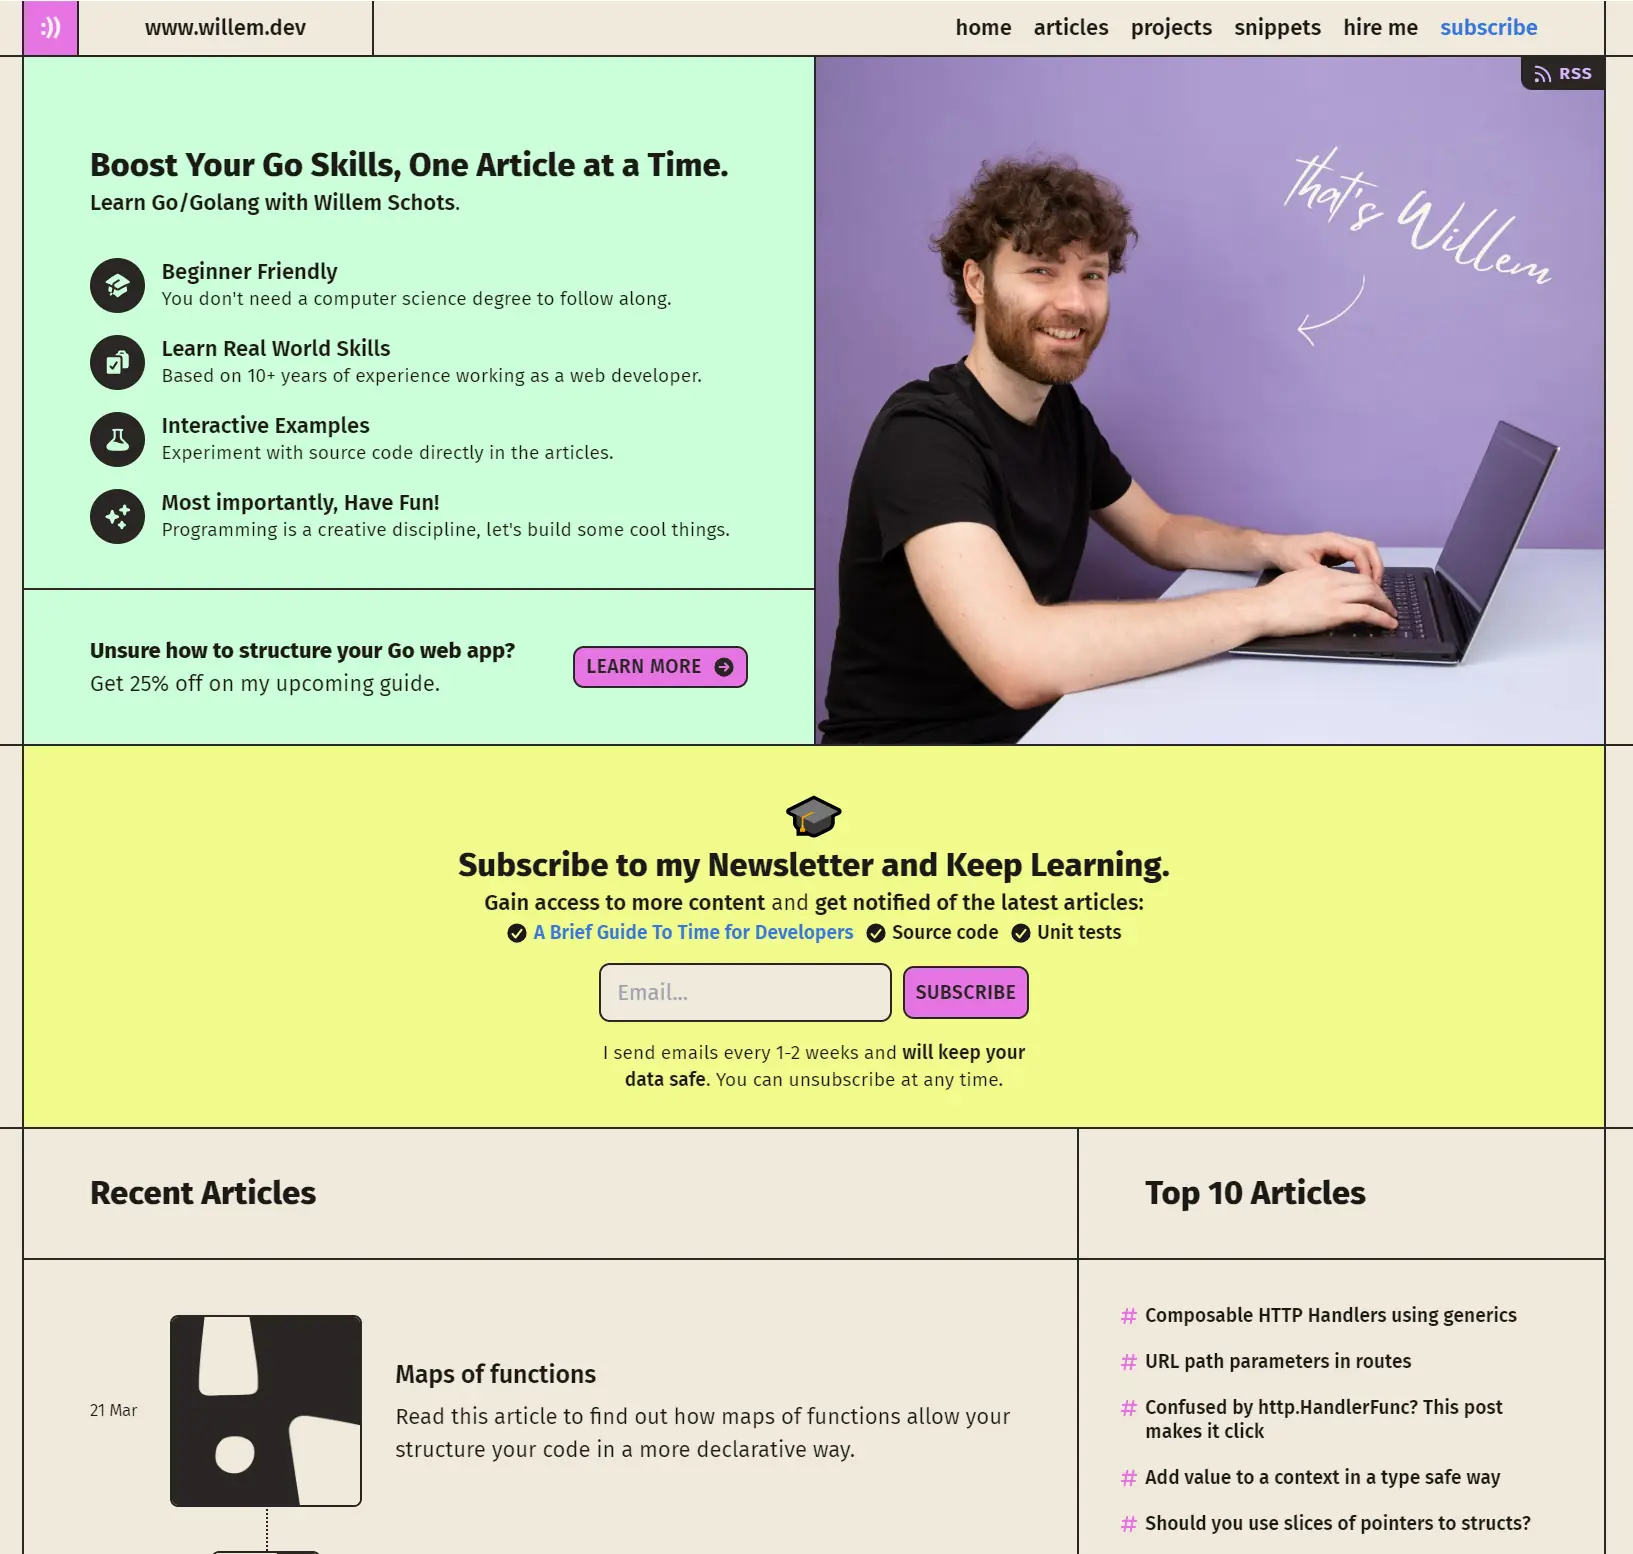 :)) www.willem.dev home articles projects snippets hire me subscribe
RSS
that's Willem
Boost Your Go Skills, One Article at a Time.
Learn Go/Golang with Willem Schots.
Beginner Friendly
You don't need a computer science degree to follow along.
Learn Real World Skills
Based on 10+ years of experience working as a web developer.
Interactive Examples
Experiment with source code directly in the articles.
Most importantly, Have Fun!
Programming is a creative discipline, let's build some cool things.
Unsure how to structure your Go web app?
Get 25% off on my upcoming guide.
LEARN MORE
Subscribe to my Newsletter and Keep Learning.
Gain access to more content and get notified of the latest articles:
A Brief Guide To Time for Developers Source code Unit tests
Email...
SUBSCRIBE
I send emails every 1-2 weeks and will keep your
data safe. You can unsubscribe at any time.
Recent Articles
21 Mar
Maps of functions
Read this article to find out how maps of functions allow your
structure your code in a more declarative way.
Top 10 Articles
# Composable HTTP Handlers using generics
# URL path parameters in routes
# Confused by http.HandlerFunc? This post
makes it click
# Add value to a context in a type safe way
# Should you use slices of pointers to structs?